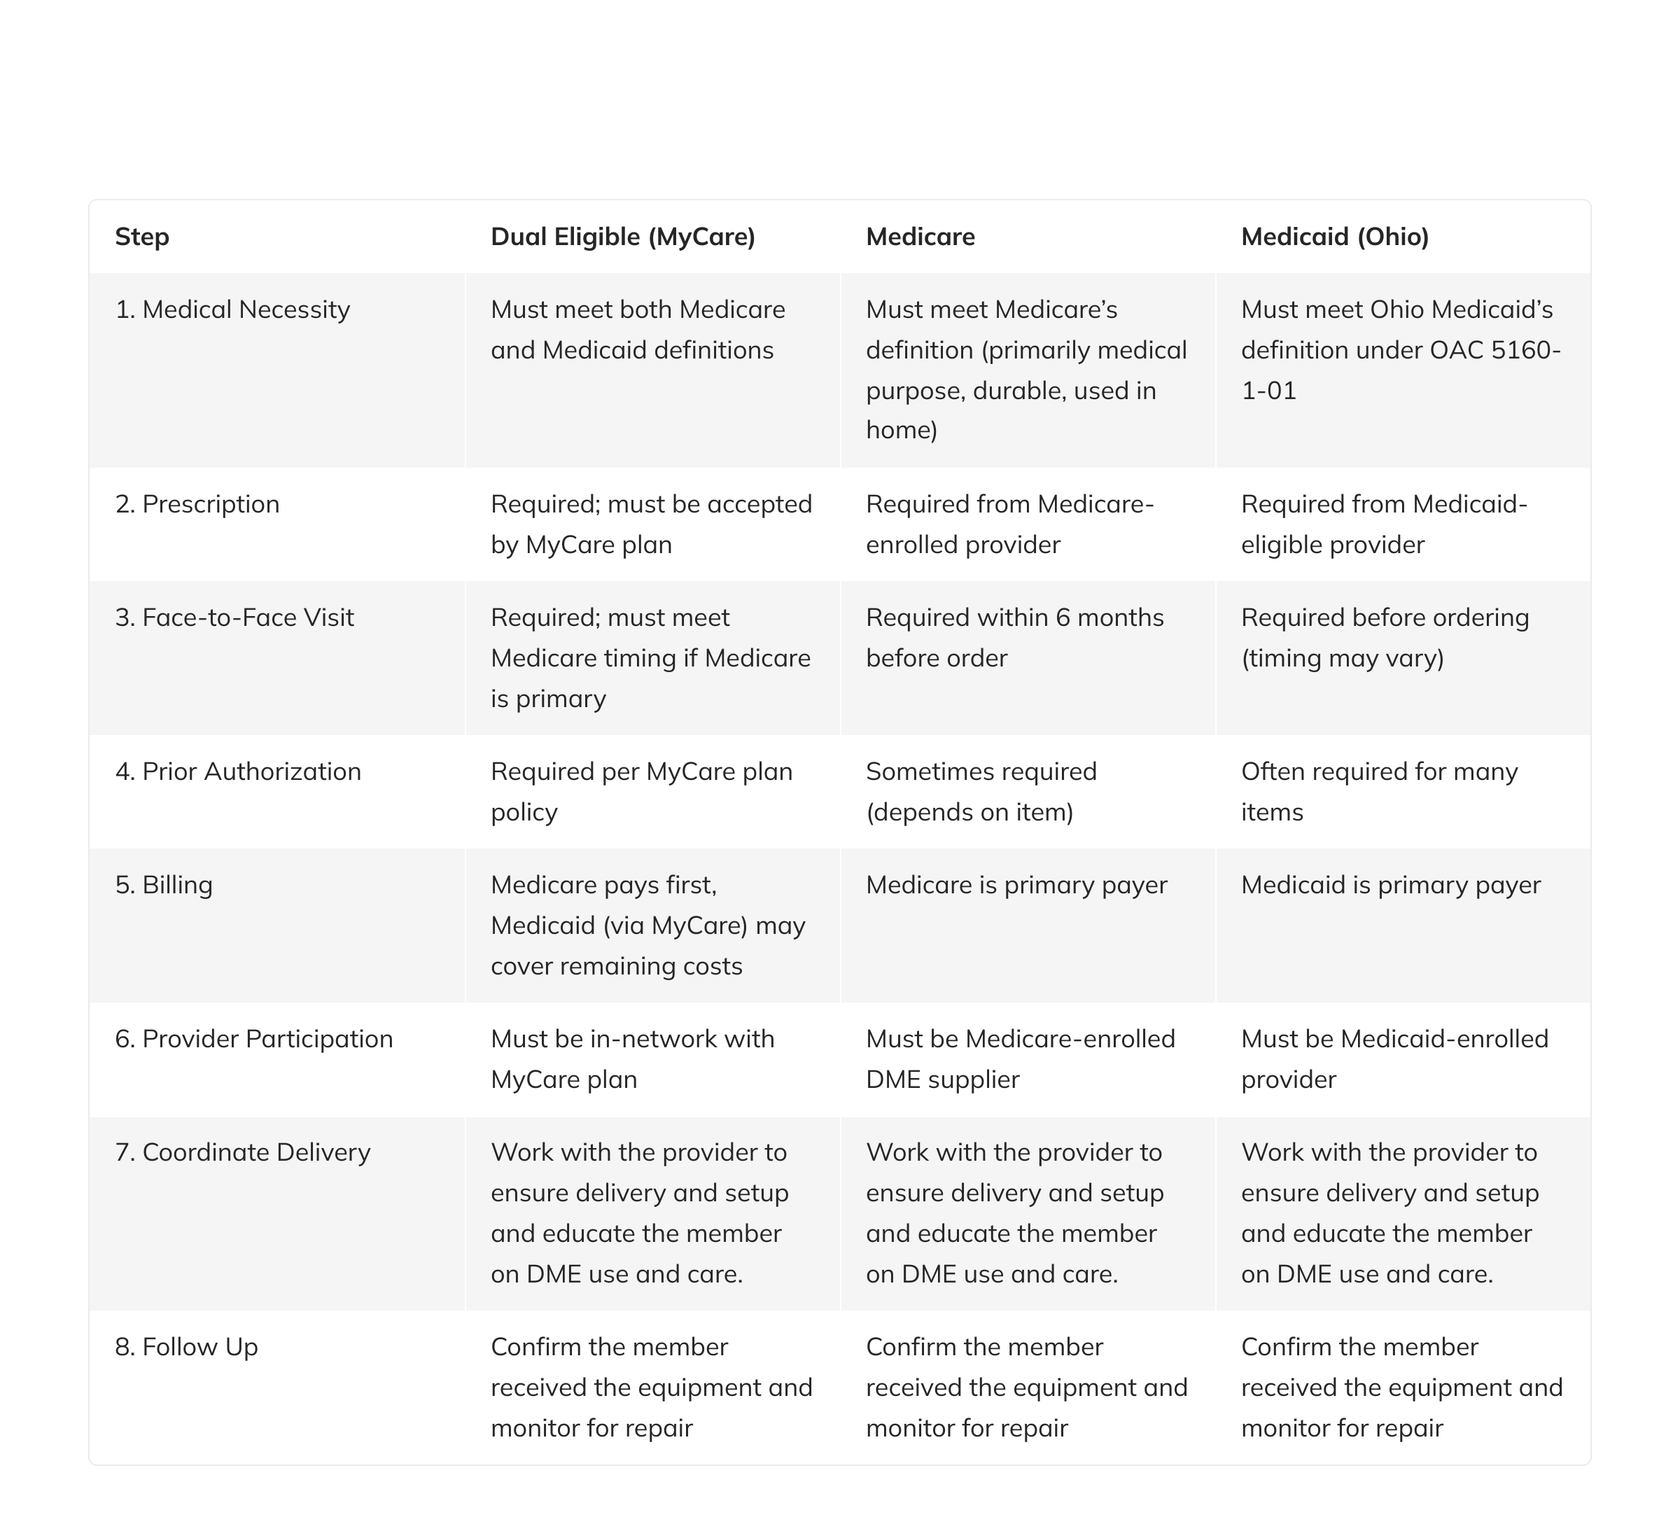 Step	Dual Eligible (MyCare)	Medicare	Medicaid (Ohio)
1. Medical Necessity
Must meet both Medicare
and Medicaid definitions
Must meet Medicare’s
definition (primarily medical
purpose, durable, used in
home)
Must meet Ohio Medicaid’s
definition under OAC 5160-
1-01
2. Prescription
Required; must be accepted
by MyCare plan
Required from Medicare-
enrolled provider
Required from Medicaid-
eligible provider
3. Face-to-Face Visit
Required; must meet
Medicare timing if Medicare
is primary
Required within 6 months
before order
Required before ordering
(timing may vary)
4. Prior Authorization
Required per MyCare plan
policy
Sometimes required
(depends on item)
Often required for many
items
5. Billing
Medicare pays first,
Medicaid (via MyCare) may
cover remaining costs
Medicare is primary payer
Medicaid is primary payer
6. Provider Participation
Must be in-network with
MyCare plan
Must be Medicare-enrolled
DME supplier
Must be Medicaid-enrolled
provider
7. Coordinate Delivery
Work with the provider to
ensure delivery and setup
and educate the member
on DME use and care.
Work with the provider to
ensure delivery and setup
and educate the member
on DME use and care.
Work with the provider to
ensure delivery and setup
and educate the member
on DME use and care.
8. Follow Up
Confirm the member
received the equipment and
monitor for repair
Confirm the member
received the equipment and
monitor for repair
Confirm the member
received the equipment and
monitor for repair